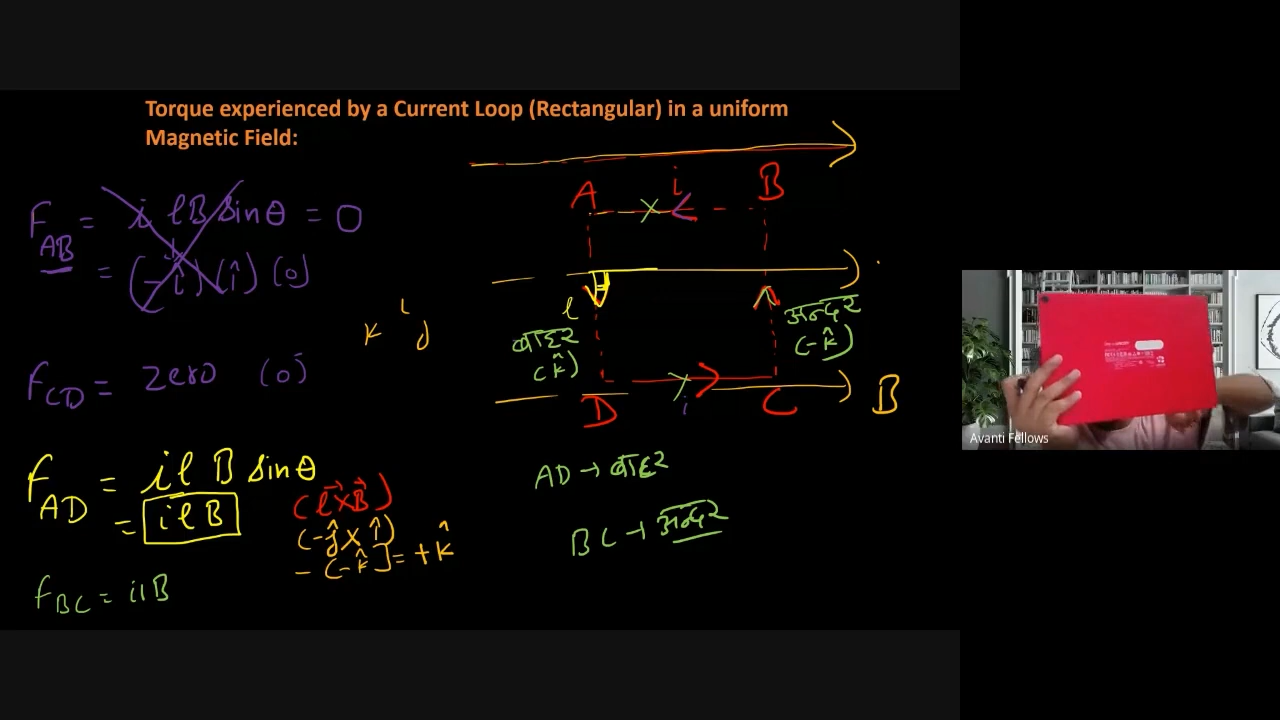 Torque experienced by a Current Loop (Rectangular) in a uniform
Magnetic Field:
A i B
F_AB = i l B sinθ = 0
= (-î) (î) (0)
l
बाहर
(k̂)
अन्दर
(-k̂)
k i j
F_CD = zero (0)
D i C B
F_AD = i l B sinθ
= i l B
(l⃗ × B⃗)
(-ĵ × î)
- (-k̂) = + k̂
AD → बाहर
BC → अन्दर
F_BC = i l B
Avanti Fellows